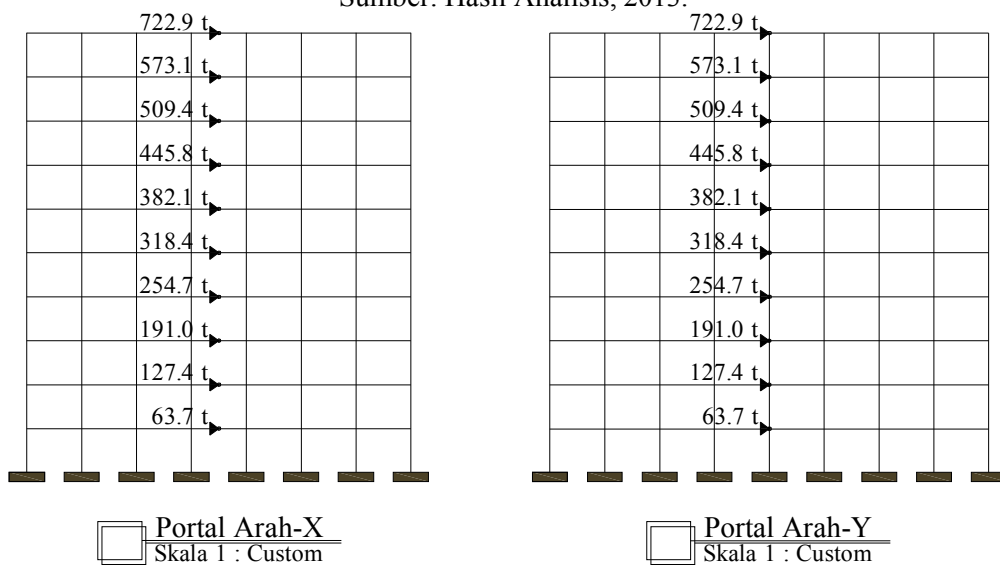 Sumber: Hasil Analisis, 2015.
722.9 t
573.1 t
509.4 t
445.8 t
382.1 t
318.4 t
254.7 t
191.0 t
127.4 t
63.7 t
Portal Arah-X
Skala 1 : Custom
722.9 t
573.1 t
509.4 t
445.8 t
382.1 t
318.4 t
254.7 t
191.0 t
127.4 t
63.7 t
Portal Arah-Y
Skala 1 : Custom